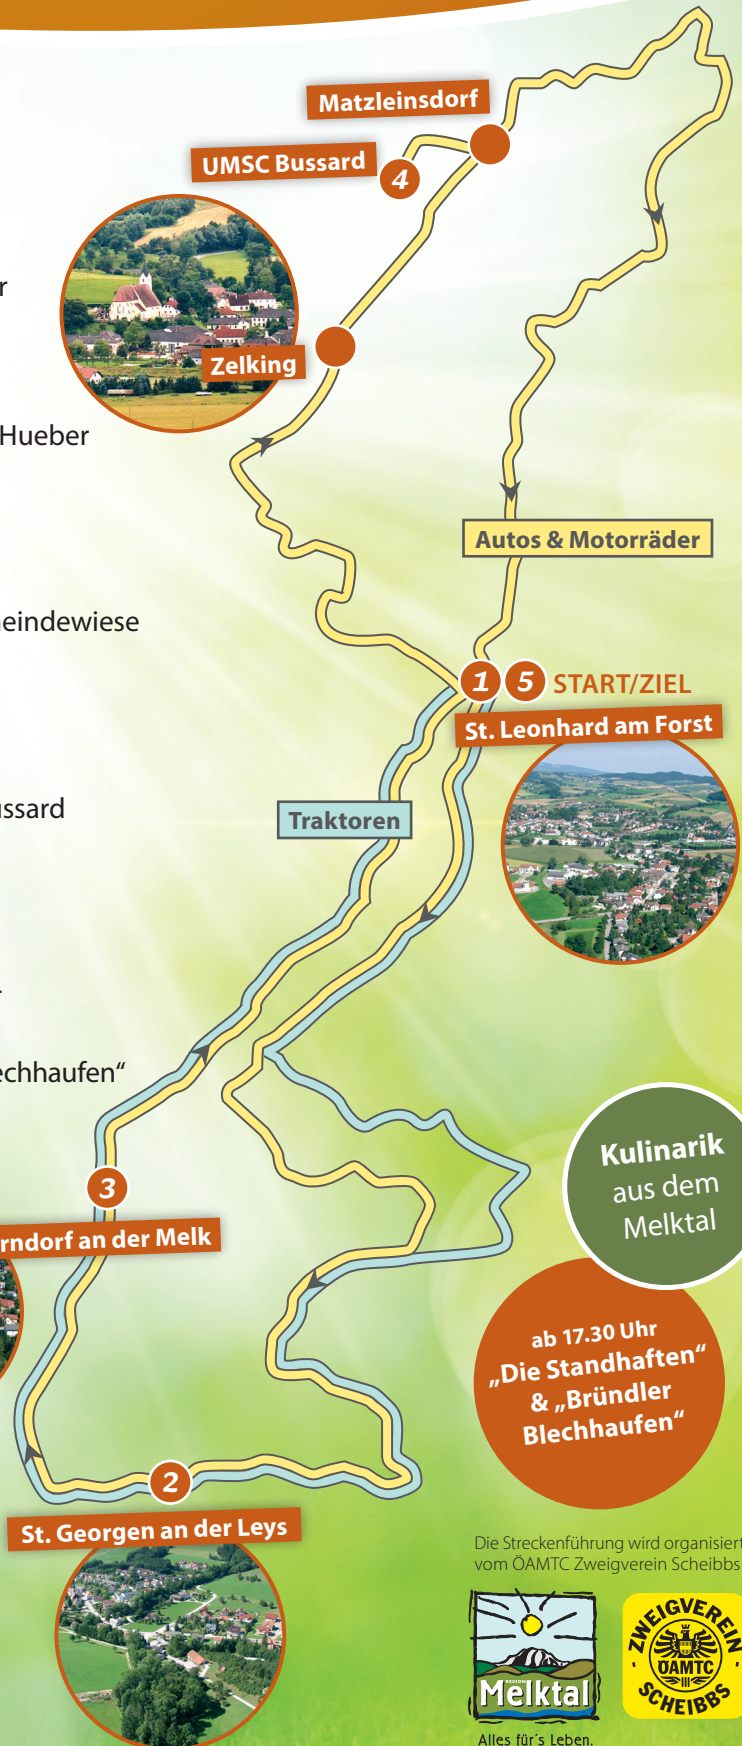 Matzleinsdorf
UMSC Bussard
4
r
Zelking
Hueber
Autos & Motorräder
eindewiese
1 5 START/ZIEL
St. Leonhard am Forst
ussard
Traktoren
echhaufen“
Kulinarik
aus dem
Melktal
3
rndorf an der Melk
ab 17.30 Uhr
„Die Standhaften“
& „Bründler
Blechhaufen“
2
St. Georgen an der Leys
Die Streckenführung wird organisiert
vom ÖAMTC Zweigverein Scheibbs
REGION
Melktal
Alles für´s Leben.
ZWEIGVEREIN
ÖAMTC
SCHEIBBS